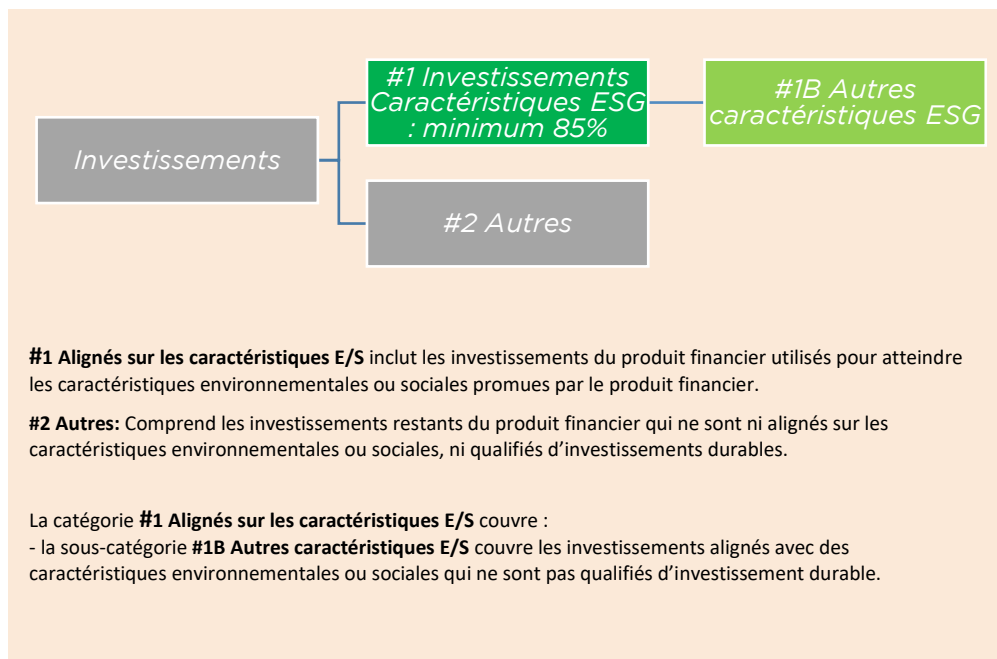 #1 Investissements
Caractéristiques ESG
: minimum 85%
#1B Autres
caractéristiques ESG
Investissements
#2 Autres
#1 Alignés sur les caractéristiques E/S inclut les investissements du produit financier utilisés pour atteindre
les caractéristiques environnementales ou sociales promues par le produit financier.
#2 Autres: Comprend les investissements restants du produit financier qui ne sont ni alignés sur les
caractéristiques environnementales ou sociales, ni qualifiés d’investissements durables.
La catégorie #1 Alignés sur les caractéristiques E/S couvre :
- la sous-catégorie #1B Autres caractéristiques E/S couvre les investissements alignés avec des
caractéristiques environnementales ou sociales qui ne sont pas qualifiés d’investissement durable.